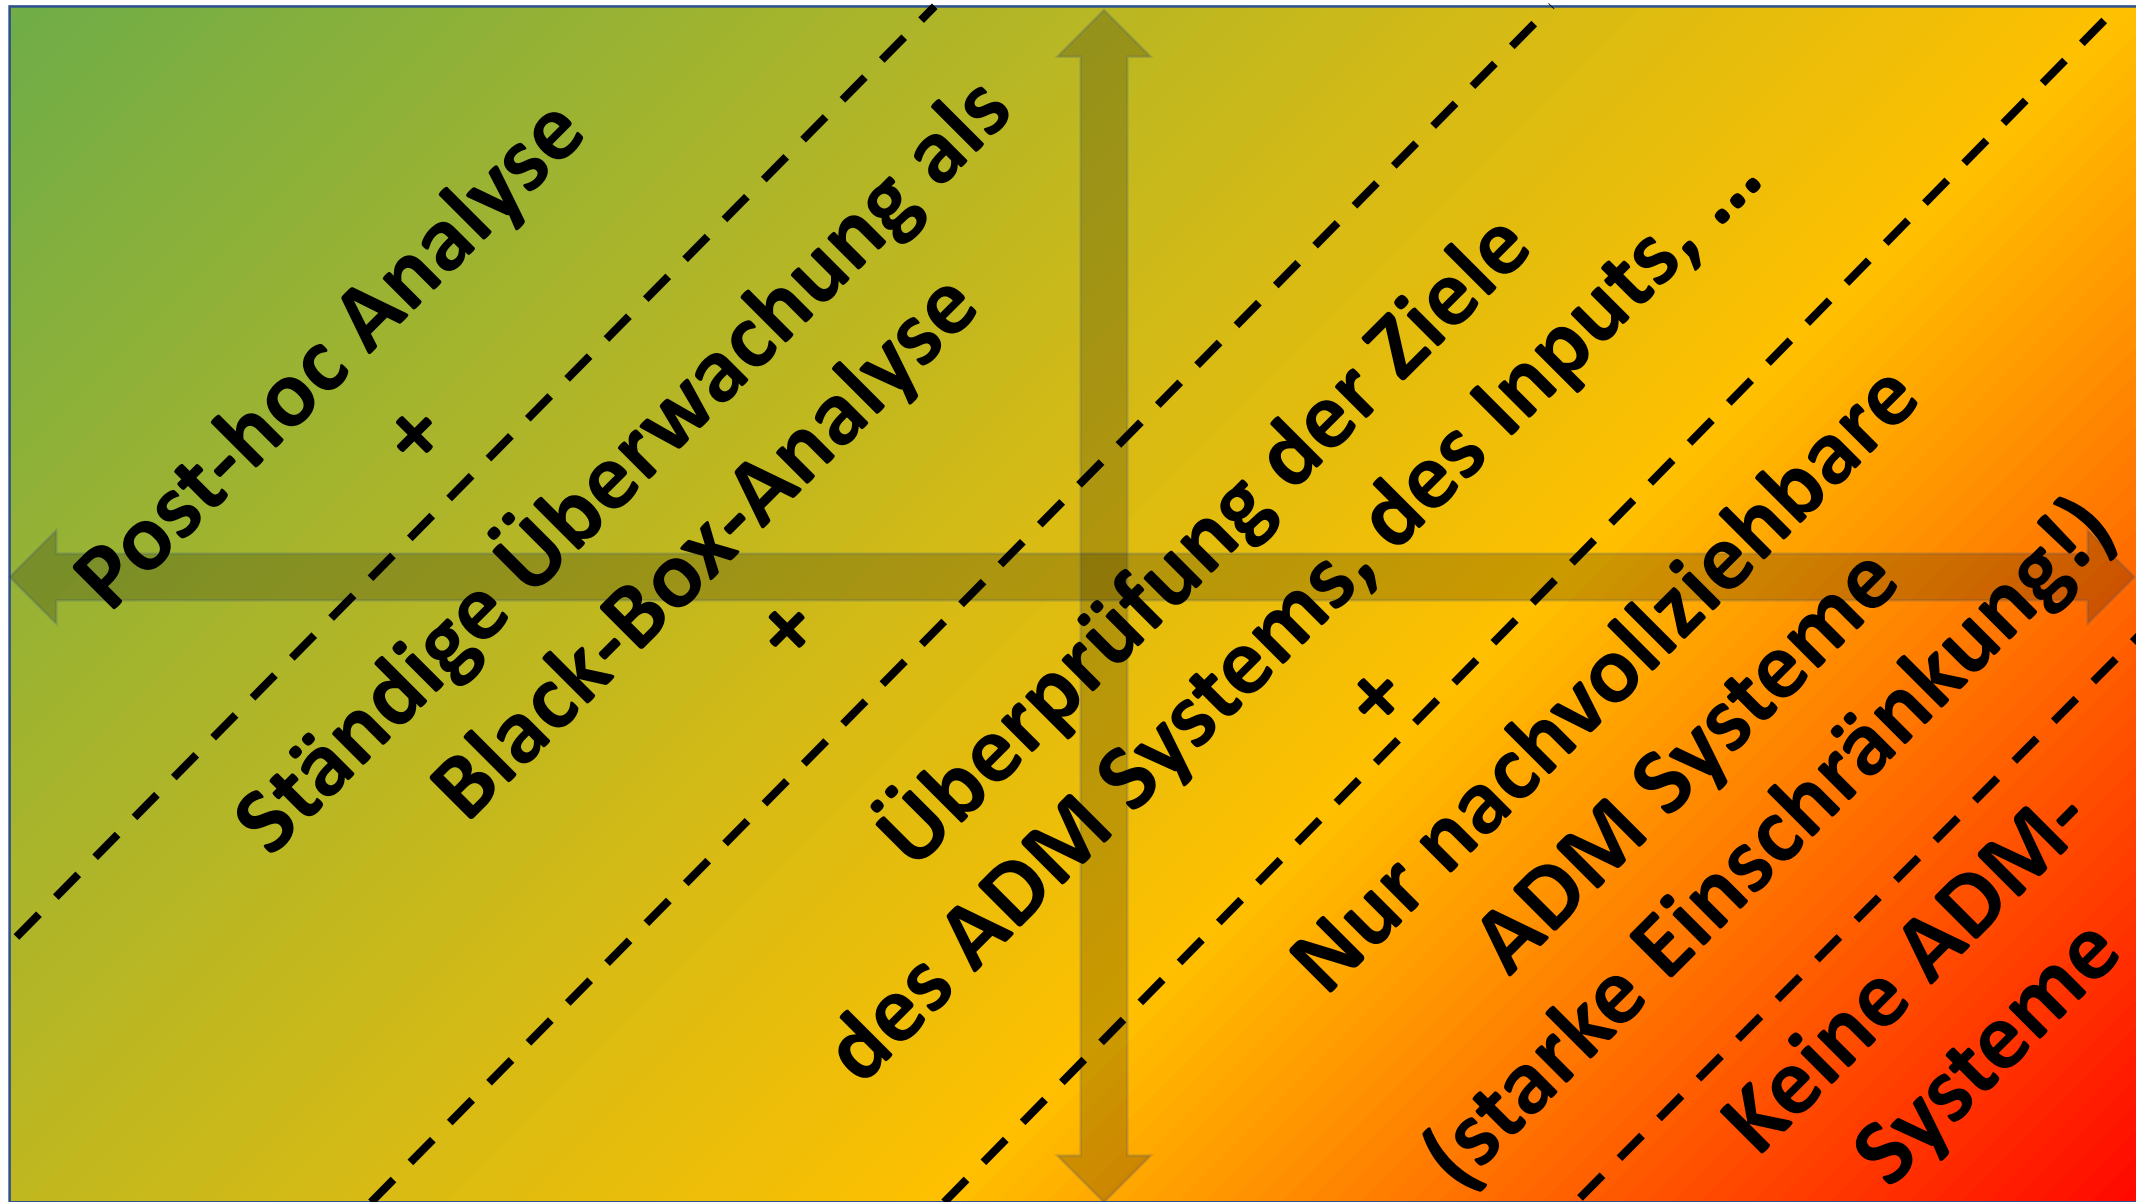 Post-hoc Analyse
+
Ständige Überwachung als
Black-Box-Analyse
+
Überprüfung der Ziele
des ADM Systems, des Inputs, ...
+
Nur nachvollziehbare
ADM Systeme
(starke Einschränkung!)
Keine ADM-
Systeme